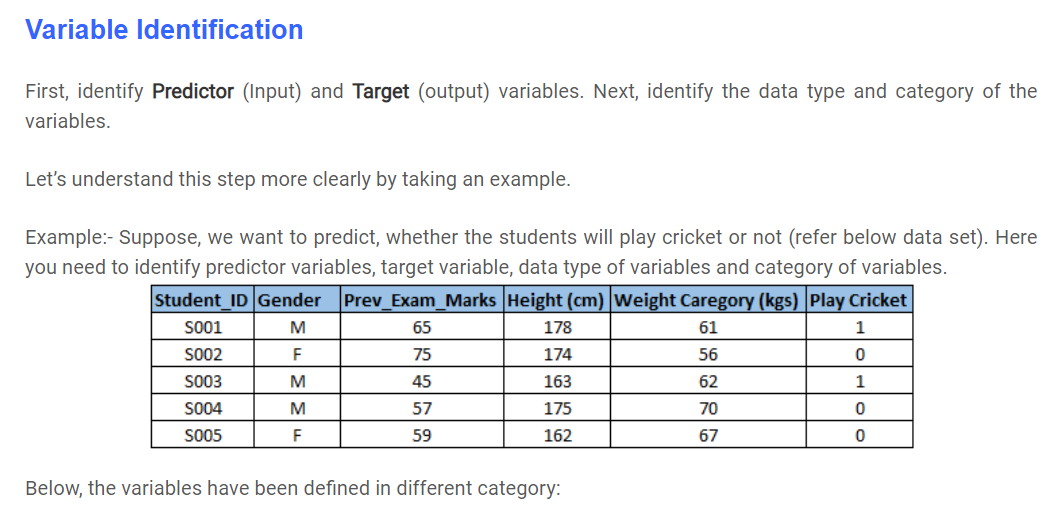 Variable Identification
First, identify Predictor (Input) and Target (output) variables. Next, identify the data type and category of the
variables.
Let's understand this step more clearly by taking an example.
Example:- Suppose, we want to predict, whether the students will play cricket or not (refer below data set). Here
you need to identify predictor variables, target variable, data type of variables and category of variables.
Student_ID Gender Prev_Exam_Marks Height (cm) Weight Caregory (kgs) Play Cricket
S001 M 65 178 61 1
S002 F 75 174 56 0
S003 M 45 163 62 1
S004 M 57 175 70 0
S005 F 59 162 67 0
Below, the variables have been defined in different category: